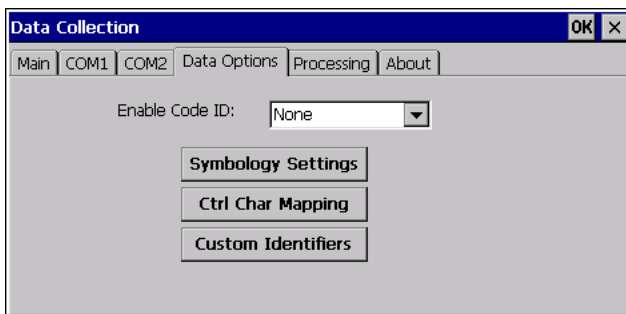 Data Collection OK ×
Main COM1 COM2 Data Options Processing About
Enable Code ID: None
Symbology Settings
Ctrl Char Mapping
Custom Identifiers